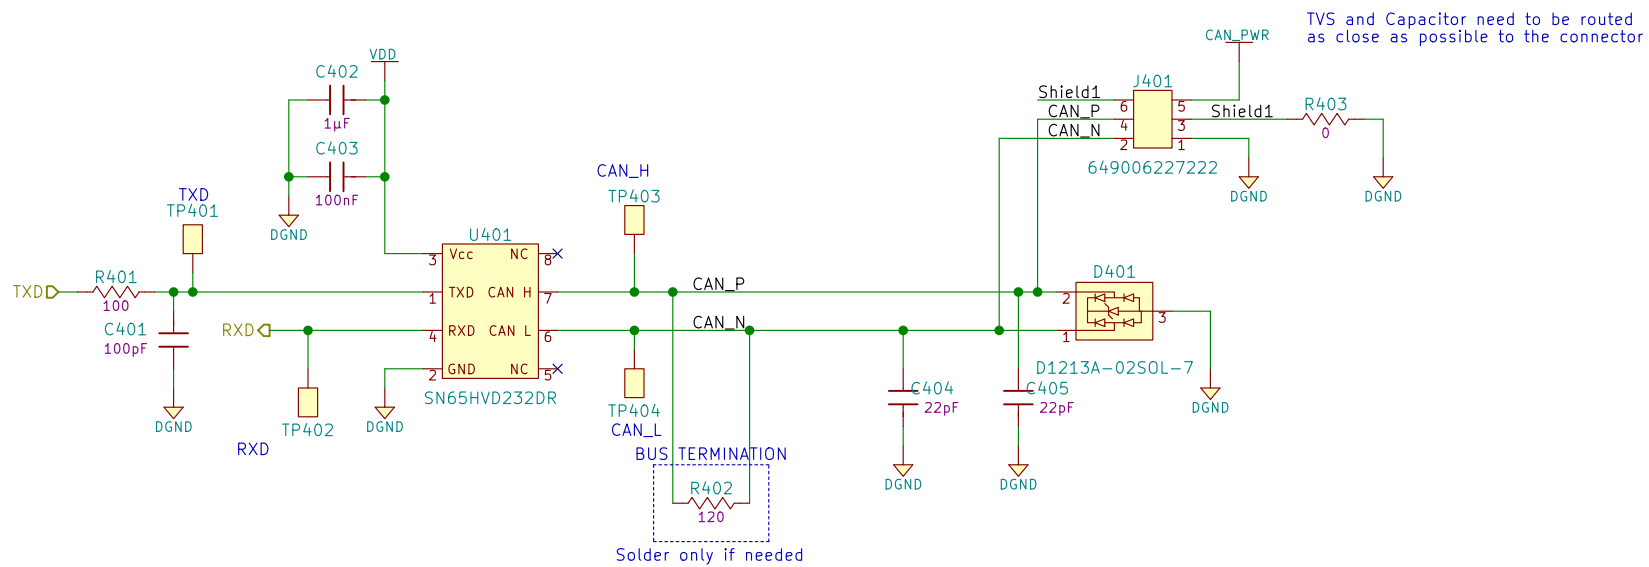 TVS and Capacitor need to be routed
as close as possible to the connector
CAN_PWR
VDD
C402
1µF
C403
100nF
DGND
J401
Shield1
CAN_P
CAN_N
6
4
2
5
3
1
Shield1
R403
0
649006227222
DGND
DGND
TXD
TP401
CAN_H
TP403
U401
Vcc
TXD
RXD
GND
NC
CAN H
CAN L
NC
3
1
4
2
8
7
6
5
SN65HVD232DR
TXD
R401
100
C401
100pF
DGND
RXD
TP402
RXD
DGND
CAN_P
CAN_N
TP404
CAN_L
BUS TERMINATION
R402
120
Solder only if needed
C404
22pF
DGND
C405
22pF
DGND
D401
2
1
3
D1213A-02SOL-7
DGND